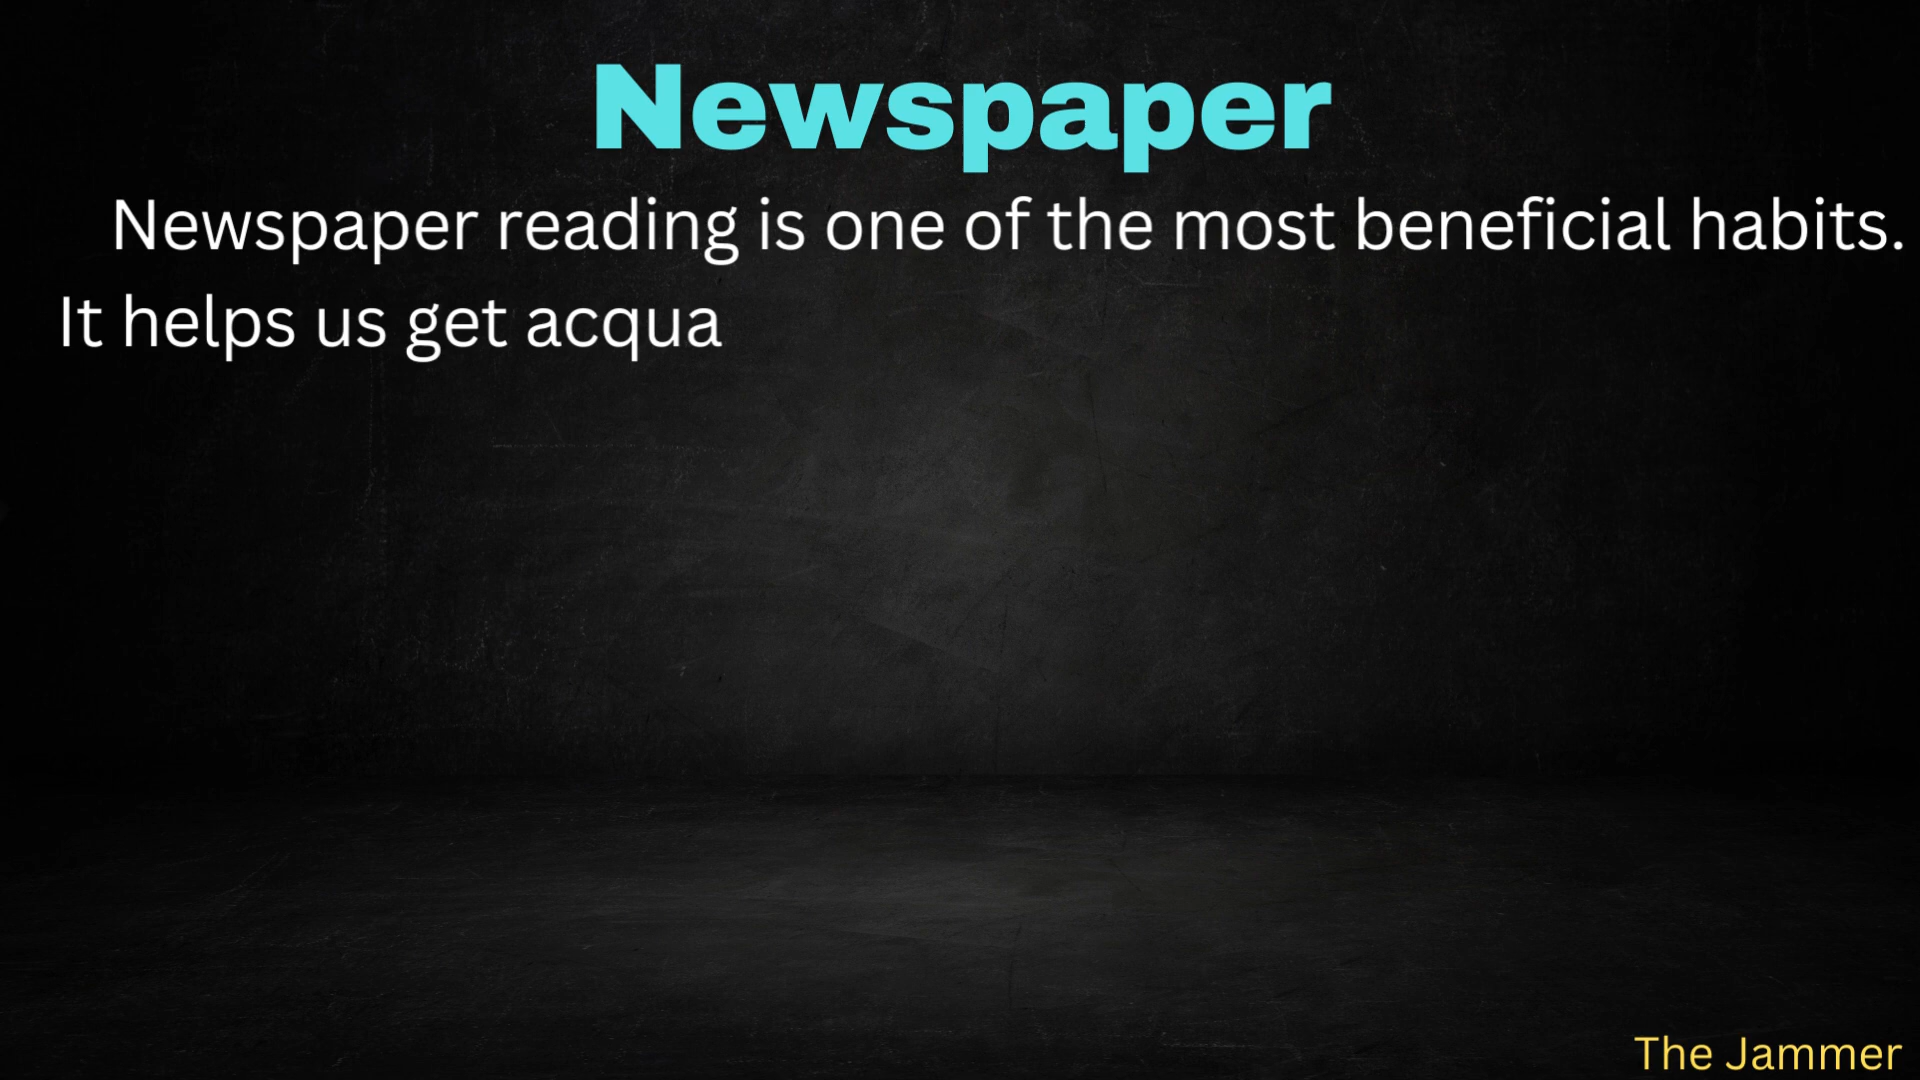 Newspaper
Newspaper reading is one of the most beneficial habits.
It helps us get acqua
The Jammer